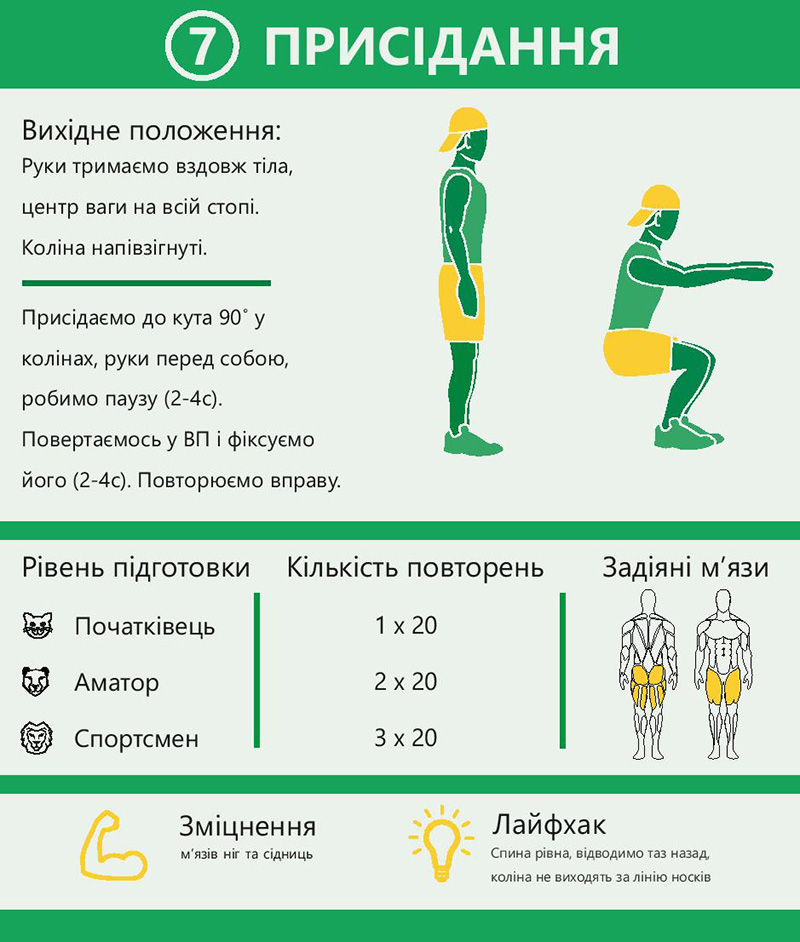 7 ПРИСІДАННЯ
Вихідне положення:
Руки тримаємо вздовж тіла,
центр ваги на всій стопі.
Коліна напівзігнуті.
Присідаємо до кута 90˚ у
колінах, руки перед собою,
робимо паузу (2-4с).
Повертаємось у ВП і фіксуємо
його (2-4с). Повторюємо вправу.
Рівень підготовки
Кількість повторень
Задіяні м’язи
Початківець
1 x 20
Аматор
2 x 20
Спортсмен
3 x 20
Зміцнення
м’язів ніг та сідниць
Лайфхак
Спина рівна, відводимо таз назад,
коліна не виходять за лінію носків